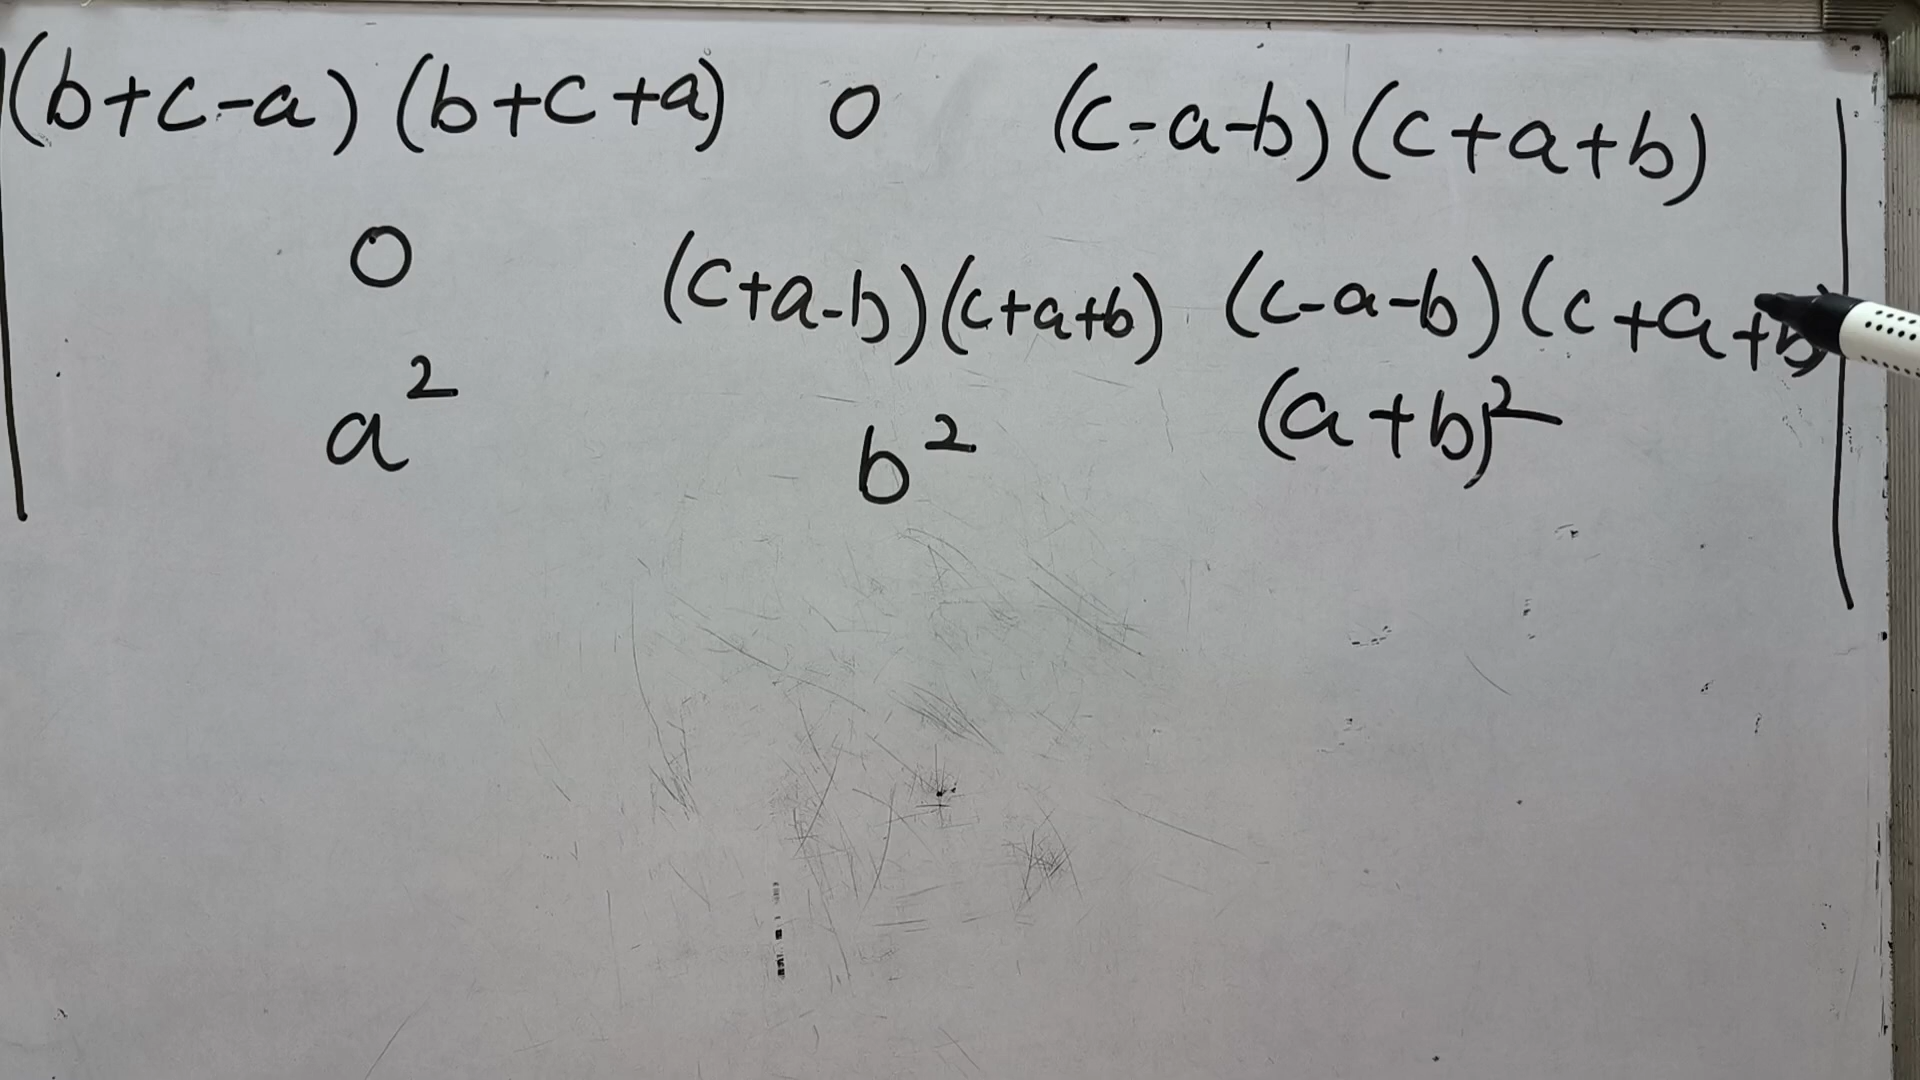 (b+c-a) (b+c+a) 0 (c-a-b)(c+a+b)
0 (c+a-b)(c+a+b) (c-a-b)(c+a+b)
a² b² (a+b)²